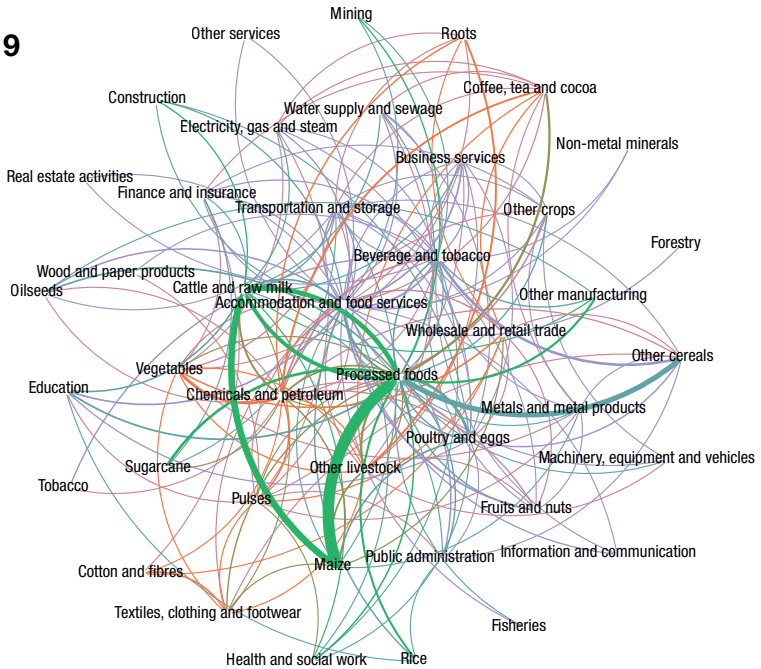 9
Mining
Other services
Roots
Coffee, tea and cocoa
Construction
Water supply and sewage
Electricity, gas and steam
Non-metal minerals
Business services
Real estate activities
Finance and insurance
Transportation and storage
Other crops
Forestry
Beverage and tobacco
Wood and paper products
Oilseeds
Cattle and raw milk
Other manufacturing
Accommodation and food services
Wholesale and retail trade
Other cereals
Vegetables
Processed foods
Education
Chemicals and petroleum
Metals and metal products
Poultry and eggs
Machinery, equipment and vehicles
Sugarcane
Other livestock
Tobacco
Pulses
Fruits and nuts
Information and communication
Public administration
Maize
Cotton and fibres
Textiles, clothing and footwear
Fisheries
Health and social work
Rice